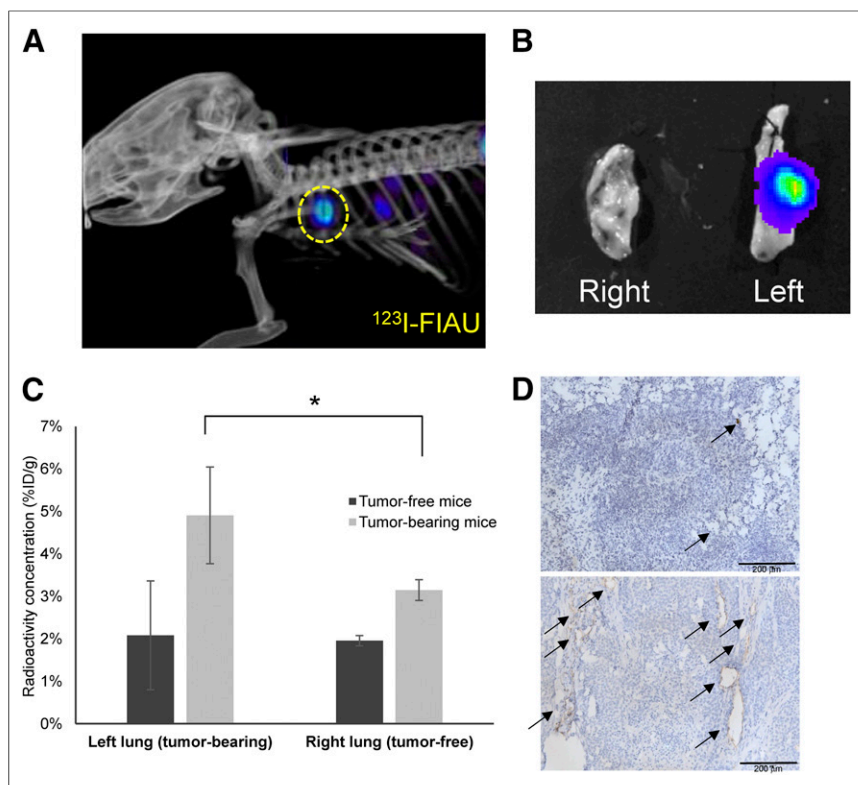 A
¹²³I-FIAU
B
Right
Left
C
*
7%
6%
5%
4%
3%
2%
1%
0%
Radioactivity concentration (%ID/g)
Tumor-free mice
Tumor-bearing mice
Left lung (tumor-bearing)
Right lung (tumor-free)
D
200 µm
200 µm